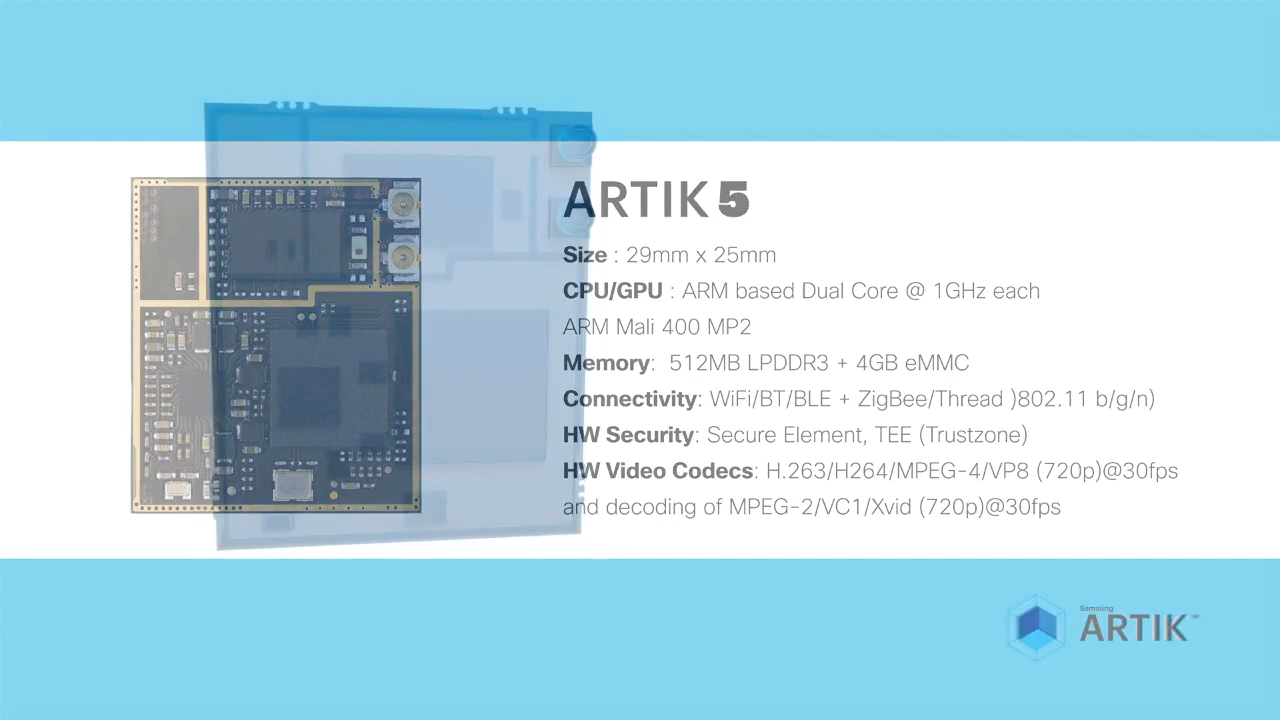 ARTIK 5
Size : 29mm x 25mm
CPU/GPU : ARM based Dual Core @ 1GHz each
ARM Mali 400 MP2
Memory: 512MB LPDDR3 + 4GB eMMC
Connectivity: WiFi/BT/BLE + ZigBee/Thread )802.11 b/g/n)
HW Security: Secure Element, TEE (Trustzone)
HW Video Codecs: H.263/H264/MPEG-4/VP8 (720p)@30fps
and decoding of MPEG-2/VC1/Xvid (720p)@30fps
Samsung
ARTIK